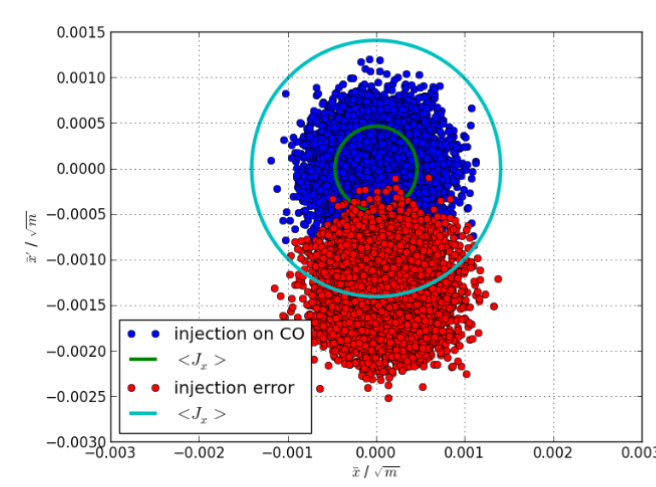 0.0015
0.0010
0.0005
0.0000
−0.0005
−0.0010
−0.0015
−0.0020
−0.0025
−0.0030
x̄′ / √m
injection on CO
<J_x>
injection error
<J_x>
−0.003 −0.002 −0.001 0.000 0.001 0.002 0.003
x̄ / √m